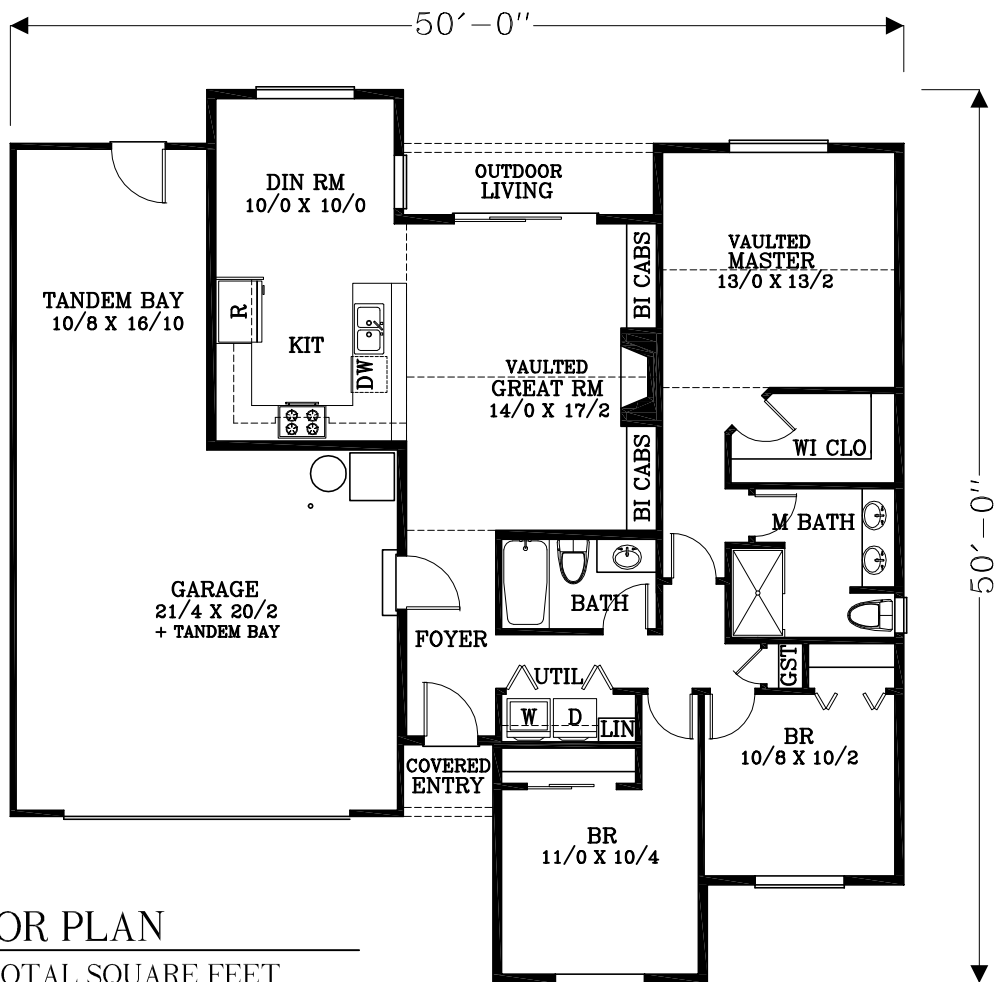 50'-0"
OUTDOOR
LIVING
DIN RM
10/0 X 10/0
BI CABS
VAULTED
MASTER
13/0 X 13/2
TANDEM BAY
10/8 X 16/10
R
KIT
DW
VAULTED
GREAT RM
14/0 X 17/2
WI CLO
BI CABS
M BATH
50'-0"
GARAGE
21/4 X 20/2
+ TANDEM BAY
BATH
FOYER
UTIL
GST
W
D
LIN
BR
10/8 X 10/2
COVERED
ENTRY
BR
11/0 X 10/4
OR PLAN
OTAL SQUARE FEET